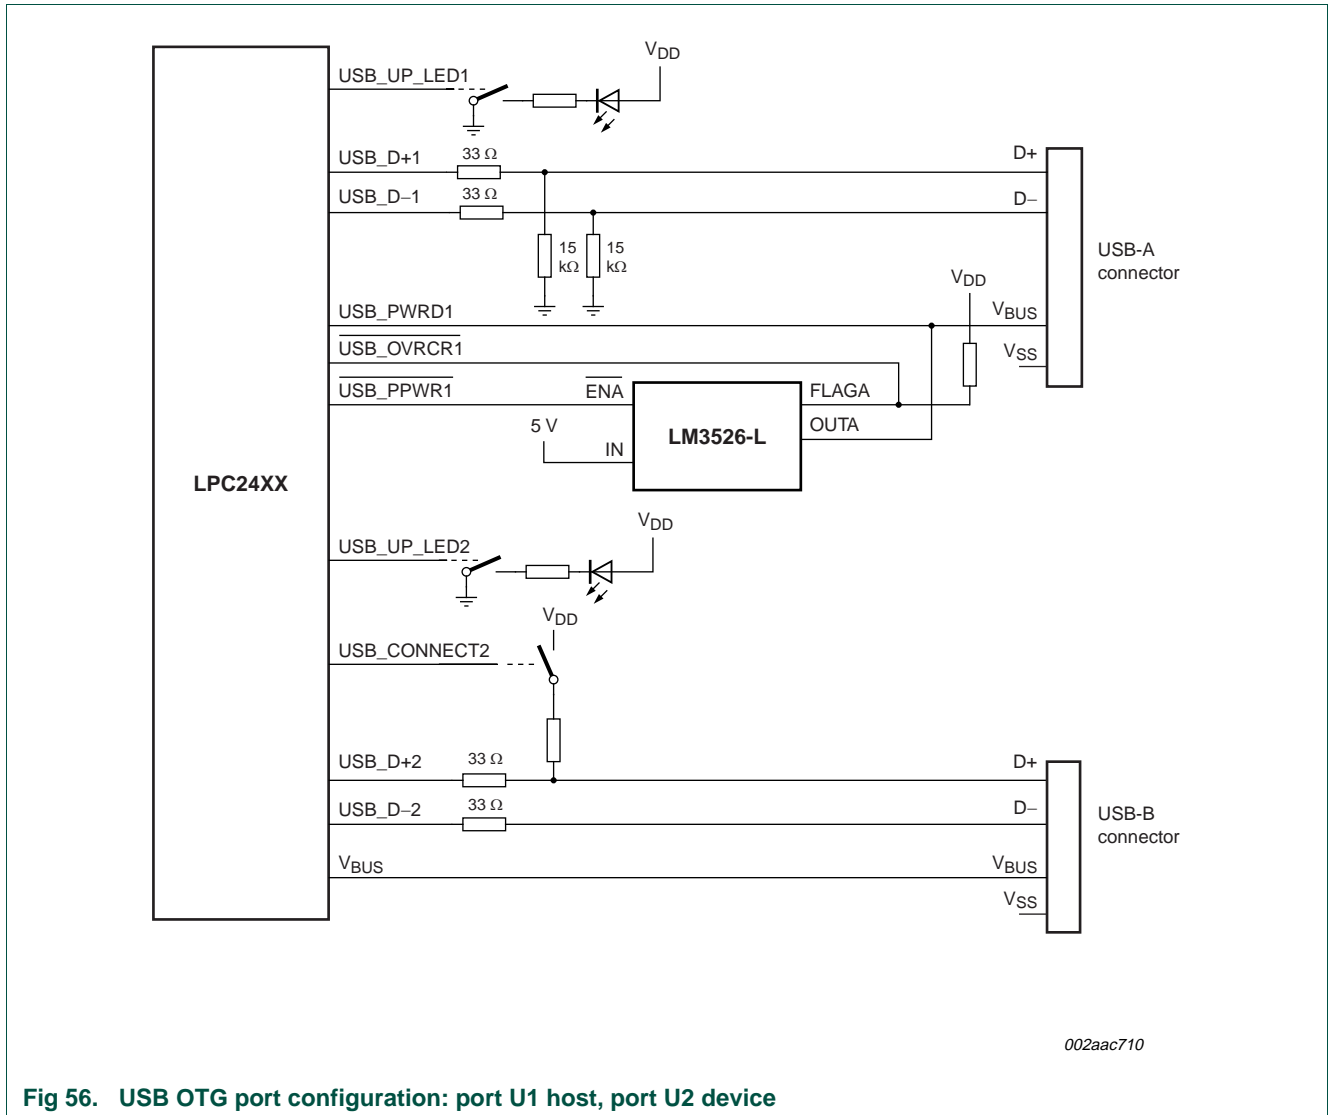 VDD
USB_UP_LED1
USB_D+1
33 Ω
D+
USB_D−1
33 Ω
D−
15 kΩ
15 kΩ
USB-A
connector
VDD
USB_PWRD1
VBUS
USB_OVRCR1
VSS
USB_PPWR1
ENA
FLAGA
5 V
IN
LM3526-L
OUTA
LPC24XX
VDD
USB_UP_LED2
VDD
USB_CONNECT2
USB_D+2
33 Ω
D+
USB_D−2
33 Ω
D−
USB-B
connector
VBUS
VBUS
VSS
002aac710
Fig 56. USB OTG port configuration: port U1 host, port U2 device